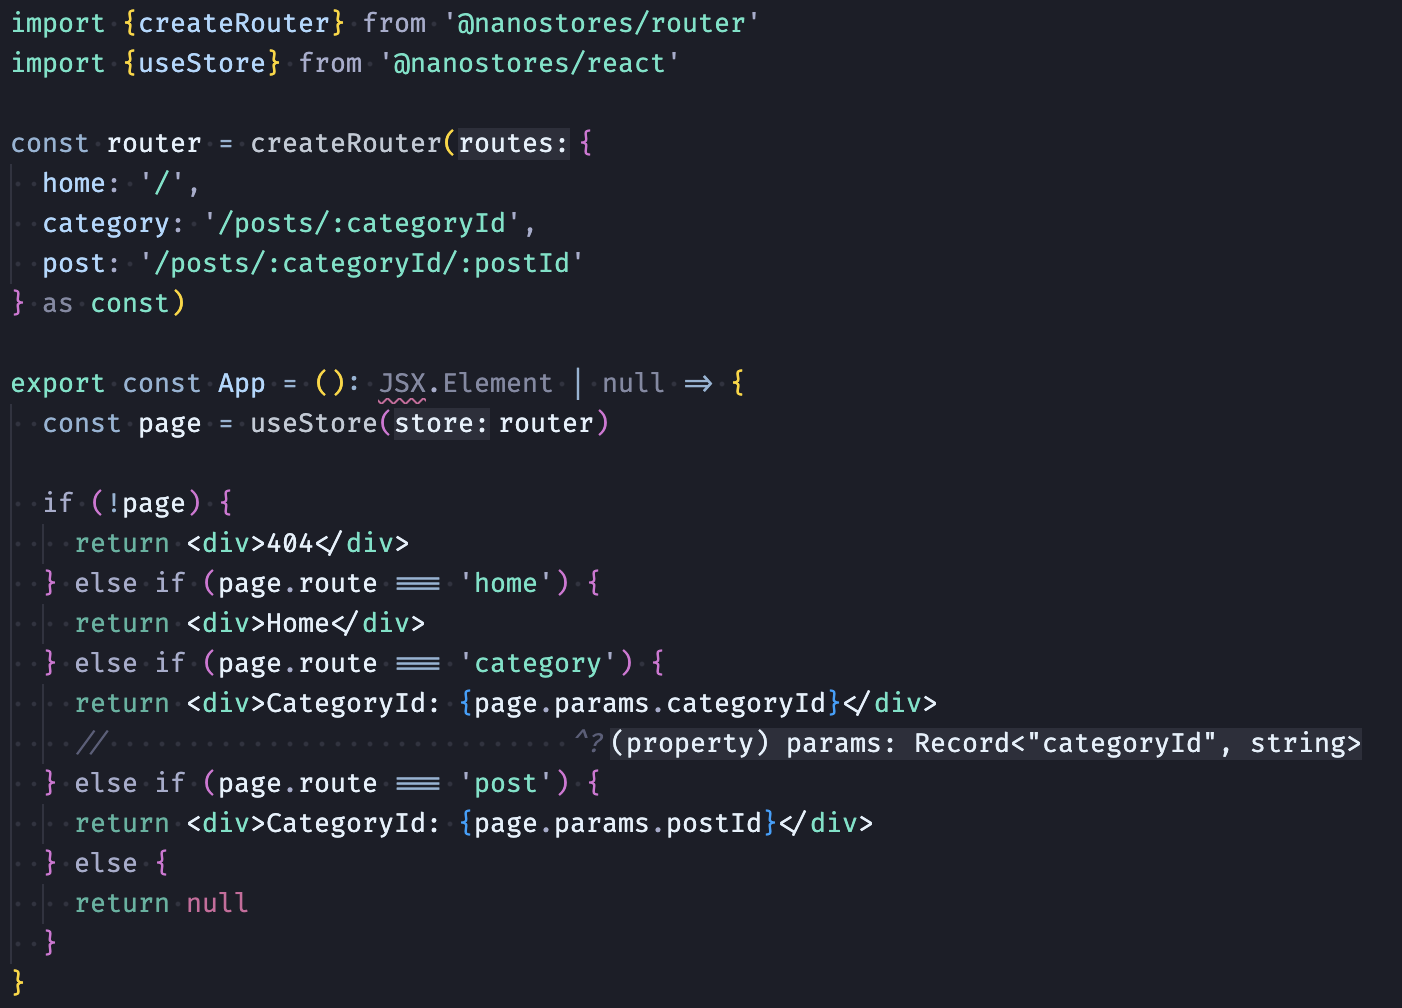 import {createRouter} from '@nanostores/router'
import {useStore} from '@nanostores/react'

const router = createRouter(routes: {
  home: '/',
  category: '/posts/:categoryId',
  post: '/posts/:categoryId/:postId'
} as const)

export const App = (): JSX.Element | null => {
  const page = useStore(store: router)

  if (!page) {
    return <div>404</div>
  } else if (page.route === 'home') {
    return <div>Home</div>
  } else if (page.route === 'category') {
    return <div>CategoryId: {page.params.categoryId}</div>
    //                             ^? (property) params: Record<"categoryId", string>
  } else if (page.route === 'post') {
    return <div>CategoryId: {page.params.postId}</div>
  } else {
    return null
  }
}